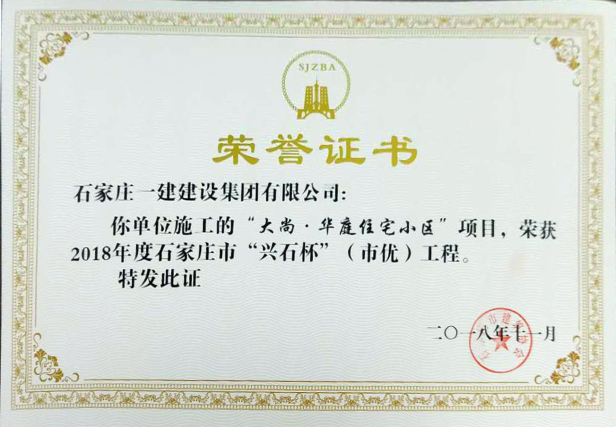 SJZBA
荣誉证书
石家庄一建建设集团有限公司:
你单位施工的“大尚·华庭住宅小区”项目，荣获
2018年度石家庄市“兴石杯”（市优）工程。
特发此证
二〇一八年十一月